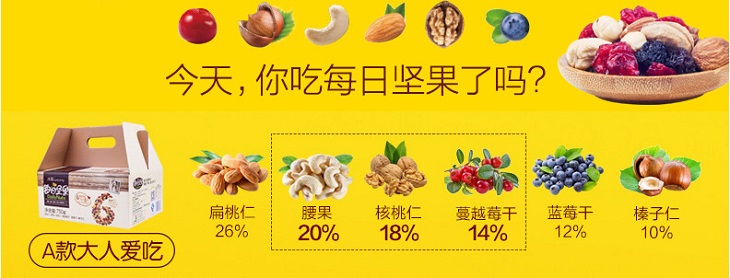 今天,你吃每日坚果了吗?
750g
A款大人爱吃
扁桃仁
26%
腰果
20%
核桃仁
18%
蔓越莓干
14%
蓝莓干
12%
榛子仁
10%